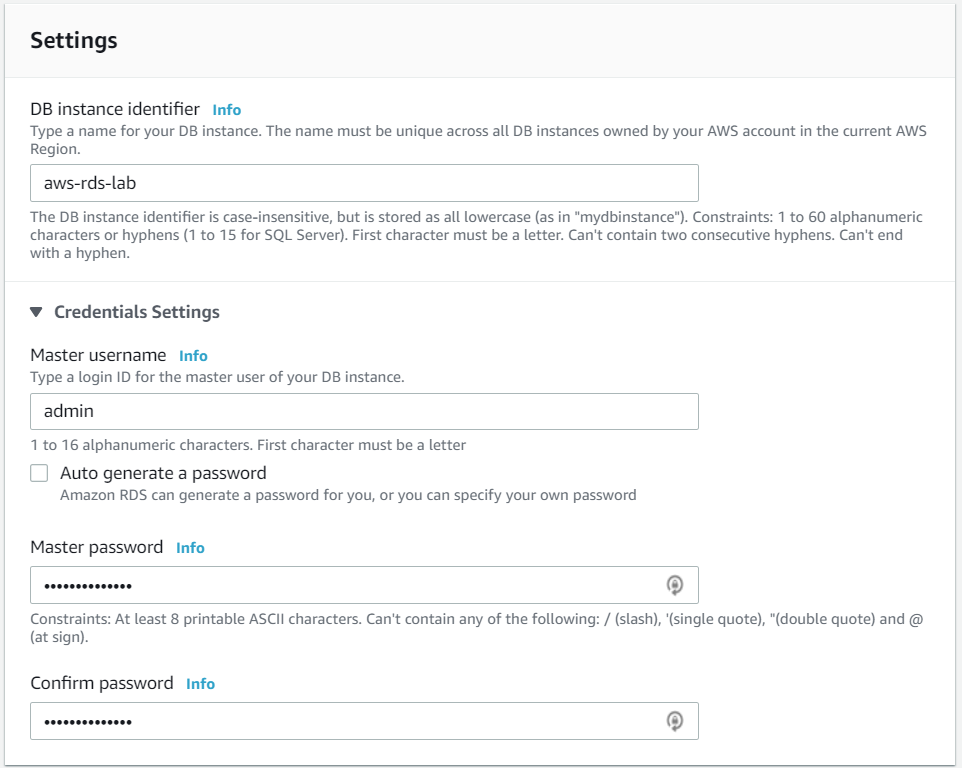 Settings
DB instance identifier Info
Type a name for your DB instance. The name must be unique across all DB instances owned by your AWS account in the current AWS
Region.
aws-rds-lab
The DB instance identifier is case-insensitive, but is stored as all lowercase (as in "mydbinstance"). Constraints: 1 to 60 alphanumeric
characters or hyphens (1 to 15 for SQL Server). First character must be a letter. Can't contain two consecutive hyphens. Can't end
with a hyphen.
Credentials Settings
Master username Info
Type a login ID for the master user of your DB instance.
admin
1 to 16 alphanumeric characters. First character must be a letter
Auto generate a password
Amazon RDS can generate a password for you, or you can specify your own password
Master password Info
••••••••••••••
Constraints: At least 8 printable ASCII characters. Can't contain any of the following: / (slash), '(single quote), "(double quote) and @
(at sign).
Confirm password Info
••••••••••••••